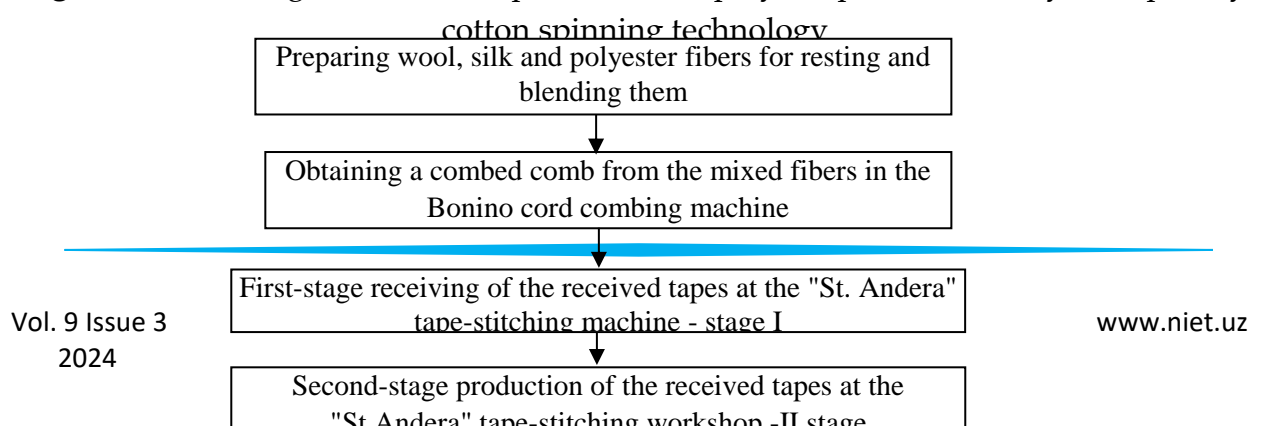 cotton spinning technology
Preparing wool, silk and polyester fibers for resting and
blending them
Obtaining a combed comb from the mixed fibers in the
Bonino cord combing machine
First-stage receiving of the received tapes at the "St. Andera"
tape-stitching machine - stage I
Vol. 9 Issue 3
2024
www.niet.uz
Second-stage production of the received tapes at the
"St.Andera" tape-stitching workshop -II stage